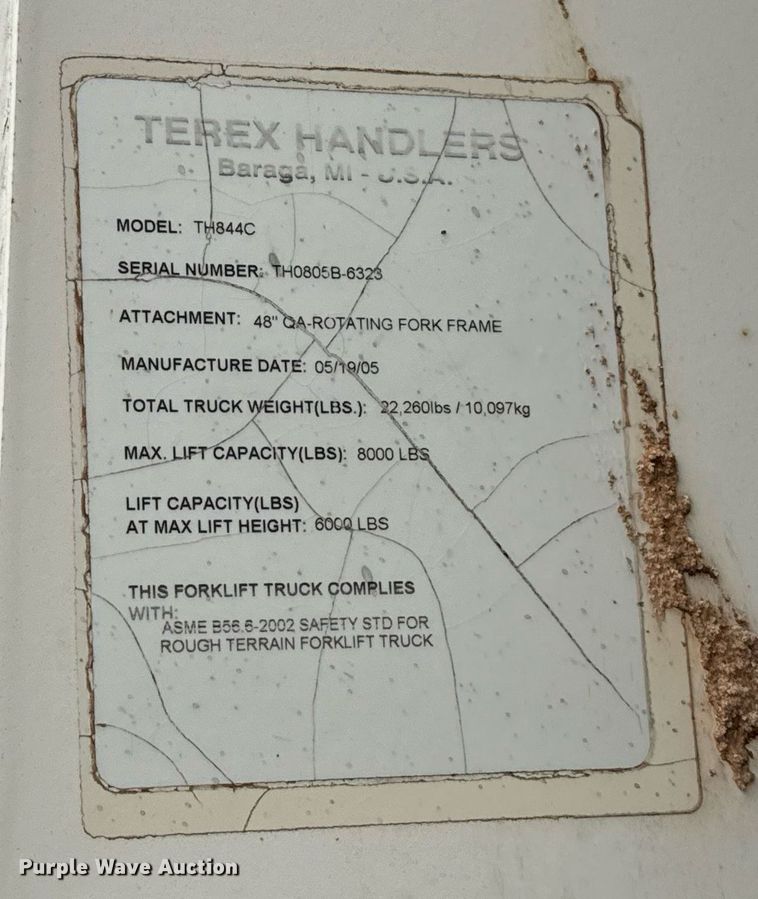 TEREX HANDLERS
Baraga, MI - U.S.A.
MODEL: TH844C
SERIAL NUMBER: TH0805B-6323
ATTACHMENT: 48" QA-ROTATING FORK FRAME
MANUFACTURE DATE: 05/19/05
TOTAL TRUCK WEIGHT(LBS.): 22,260lbs / 10,097kg
MAX. LIFT CAPACITY(LBS): 8000 LBS
LIFT CAPACITY(LBS)
AT MAX LIFT HEIGHT: 6000 LBS
THIS FORKLIFT TRUCK COMPLIES
WITH:
ASME B56.6-2002 SAFETY STD FOR
ROUGH TERRAIN FORKLIFT TRUCK
Purple Wave Auction